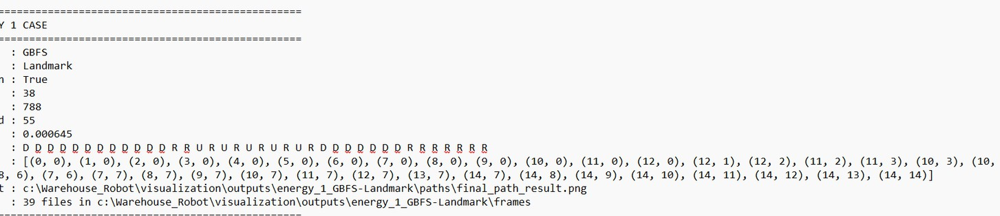 =================================================
Y 1 CASE
=================================================
: GBFS
: Landmark
n : True
: 38
: 788
d : 55
: 0.000645
: D D D D D D D D D D D D R R U R U R U R U R U R D D D D D D D R R R R R R R
: [(0, 0), (1, 0), (2, 0), (3, 0), (4, 0), (5, 0), (6, 0), (7, 0), (8, 0), (9, 0), (10, 0), (11, 0), (12, 0), (12, 1), (12, 2), (11, 2), (11, 3), (10, 3), (10,
8, 6), (7, 6), (7, 7), (8, 7), (9, 7), (10, 7), (11, 7), (12, 7), (13, 7), (14, 7), (14, 8), (14, 9), (14, 10), (14, 11), (14, 12), (14, 13), (14, 14)]
t : c:\Warehouse_Robot\visualization\outputs\energy_1_GBFS-Landmark\paths\final_path_result.png
: 39 files in c:\Warehouse_Robot\visualization\outputs\energy_1_GBFS-Landmark\frames
=================================================